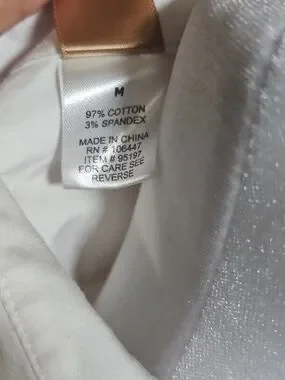 M
97% COTTON
3% SPANDEX
MADE IN CHINA
RN # 106447
ITEM # 95197
FOR CARE SEE
REVERSE